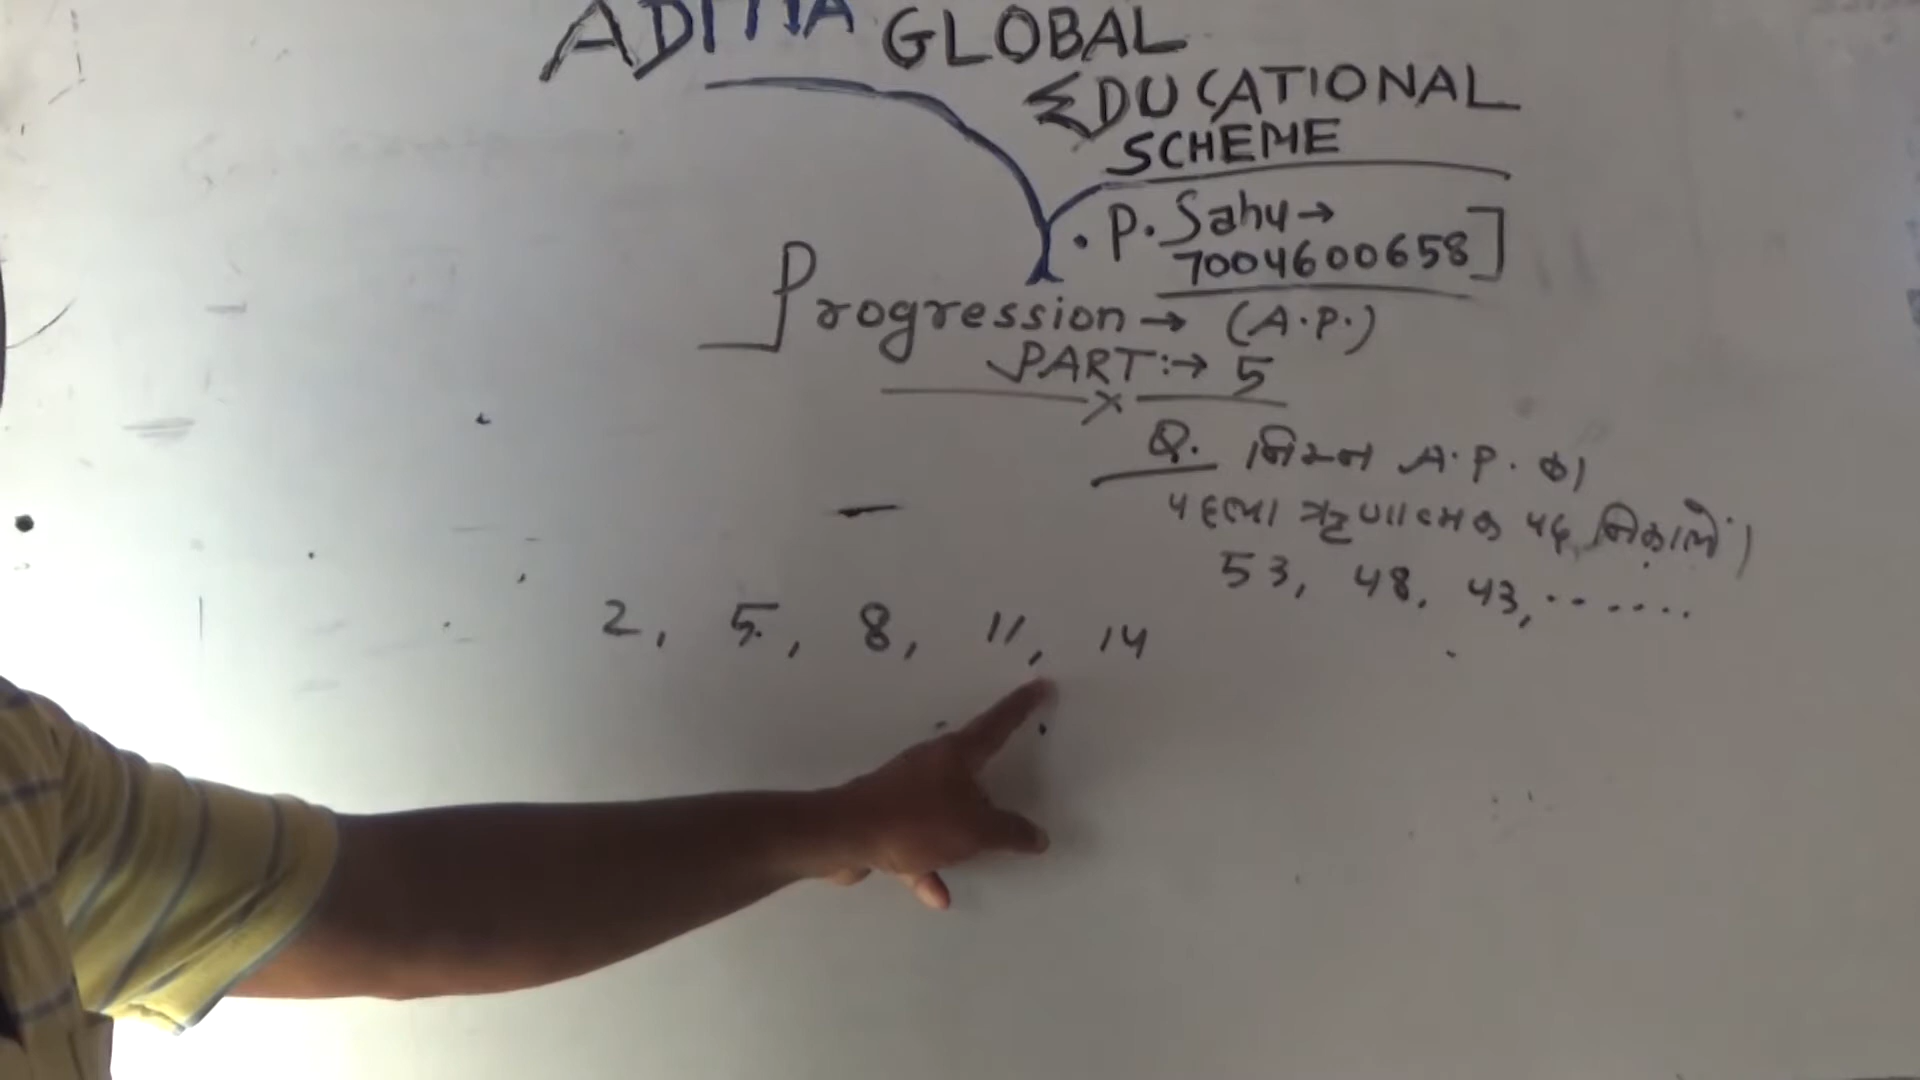 ADITYA GLOBAL
EDUCATIONAL
SCHEME
. P. Sahu →
7004600658]
Progression → (A.P.)
PART:→ 5
x
Q. निम्न A.P. का
पहला ऋणात्मक पद निकालें।
53, 48, 43, .......
2, 5, 8, 11, 14